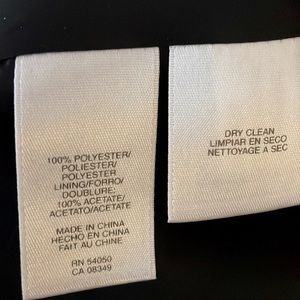 100% POLYESTER/
POLIESTER/
POLYESTER
LINING/FORRO/
DOUBLURE:
100% ACETATE/
ACETATO/ACETATE
MADE IN CHINA
HECHO EN CHINA
FAIT AU CHINE
RN 54050
CA 08349
DRY CLEAN
LIMPIAR EN SECO
NETTOYAGE A SEC